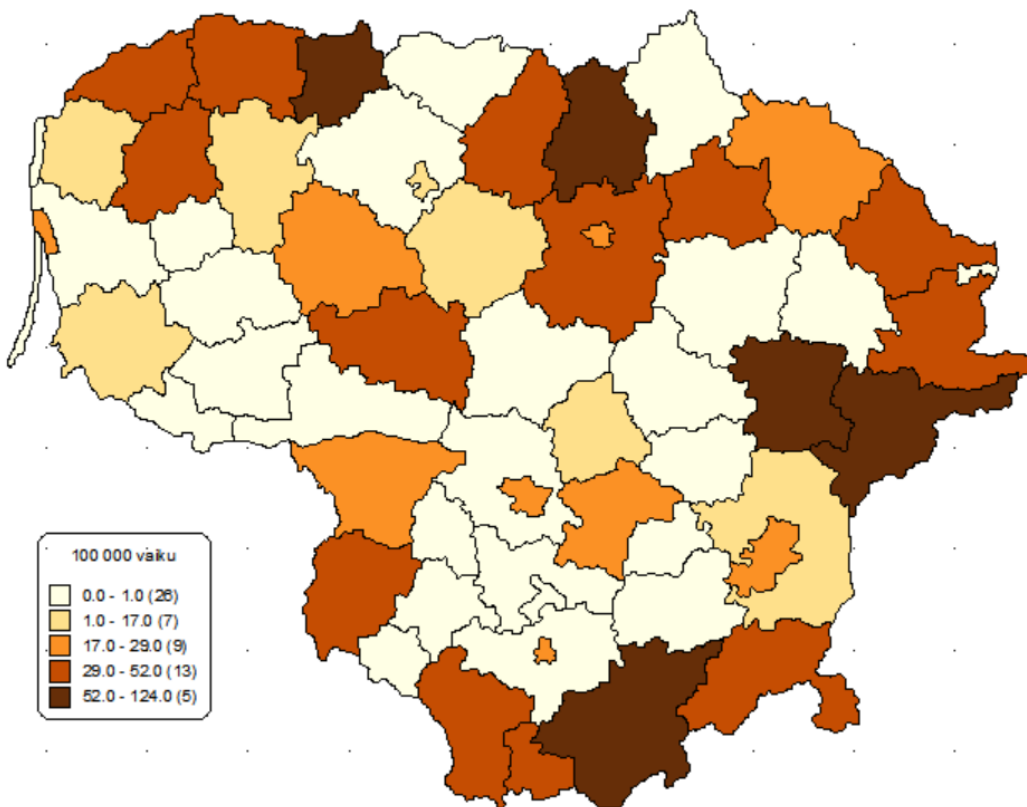 100 000 vaiku
0.0 - 1.0 (26)
1.0 - 17.0 (7)
17.0 - 29.0 (9)
29.0 - 52.0 (13)
52.0 - 124.0 (5)